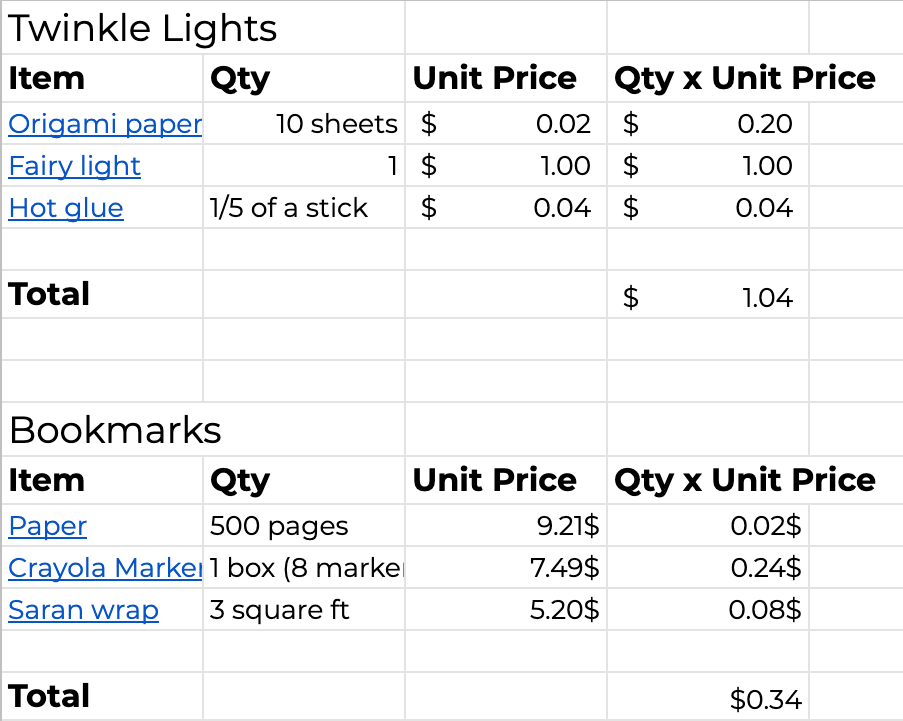 Twinkle Lights
Item Qty Unit Price Qty x Unit Price
Origami paper 10 sheets $ 0.02 $ 0.20
Fairy light 1 $ 1.00 $ 1.00
Hot glue 1/5 of a stick $ 0.04 $ 0.04
Total $ 1.04
Bookmarks
Item Qty Unit Price Qty x Unit Price
Paper 500 pages 9.21$ 0.02$
Crayola Marker 1 box (8 marker 7.49$ 0.24$
Saran wrap 3 square ft 5.20$ 0.08$
Total $0.34